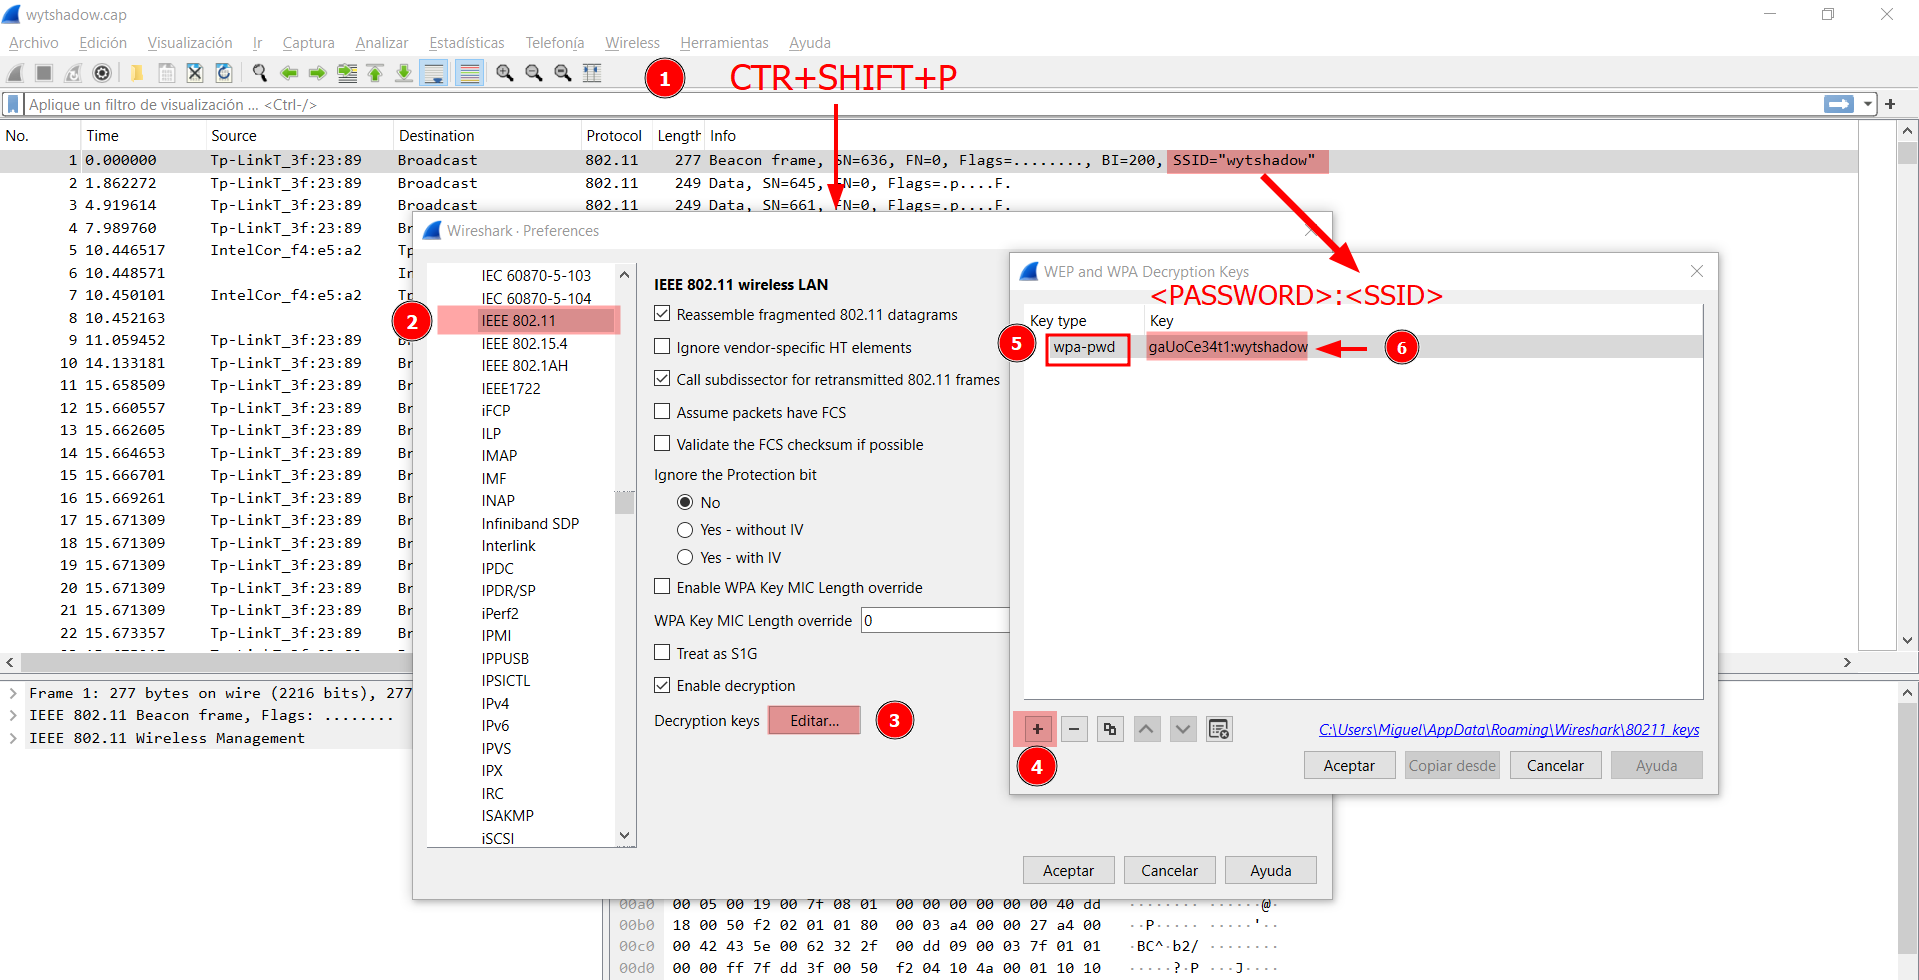 wytshadow.cap
Archivo Edición Visualización Ir Captura Analizar Estadísticas Telefonía Wireless Herramientas Ayuda
1 CTR+SHIFT+P
Aplique un filtro de visualización ... <Ctrl-/>
No. Time Source Destination Protocol Length Info
1 0.000000 Tp-LinkT_3f:23:89 Broadcast 802.11 277 Beacon frame, SN=636, FN=0, Flags=........, BI=200, SSID="wytshadow"
2 1.862272 Tp-LinkT_3f:23:89 Broadcast 802.11 249 Data, SN=645, FN=0, Flags=.p....F.
3 4.919614 Tp-LinkT_3f:23:89 Broadcast 802.11 249 Data, SN=661, FN=0, Flags=.p....F.
4 7.989760 Tp-LinkT_3f:23:89 Br
5 10.446517 IntelCor_f4:e5:a2 Tp
6 10.448571 In
7 10.450101 IntelCor_f4:e5:a2 Tp
8 10.452163
9 11.059452 Tp-LinkT_3f:23:89 Br
10 14.133181 Tp-LinkT_3f:23:89 Br
11 15.658509 Tp-LinkT_3f:23:89 Br
12 15.660557 Tp-LinkT_3f:23:89 Br
13 15.662605 Tp-LinkT_3f:23:89 Br
14 15.664653 Tp-LinkT_3f:23:89 Br
15 15.666701 Tp-LinkT_3f:23:89 Br
16 15.669261 Tp-LinkT_3f:23:89 Br
17 15.671309 Tp-LinkT_3f:23:89 Br
18 15.671309 Tp-LinkT_3f:23:89 Br
19 15.671309 Tp-LinkT_3f:23:89 Br
20 15.671309 Tp-LinkT_3f:23:89 Br
21 15.671309 Tp-LinkT_3f:23:89 Br
22 15.673357 Tp-LinkT_3f:23:89 Br
Frame 1: 277 bytes on wire (2216 bits), 277
IEEE 802.11 Beacon frame, Flags: ........
IEEE 802.11 Wireless Management
Wireshark · Preferences
IEC 60870-5-103
IEC 60870-5-104
2 IEEE 802.11
IEEE 802.15.4
IEEE 802.1AH
IEEE1722
iFCP
ILP
IMAP
IMF
INAP
Infiniband SDP
Interlink
IPDC
IPDR/SP
iPerf2
IPMI
IPPUSB
IPSICTL
IPv4
IPv6
IPVS
IPX
IRC
ISAKMP
iSCSI
IEEE 802.11 wireless LAN
Reassemble fragmented 802.11 datagrams
Ignore vendor-specific HT elements
Call subdissector for retransmitted 802.11 frames
Assume packets have FCS
Validate the FCS checksum if possible
Ignore the Protection bit
No
Yes - without IV
Yes - with IV
Enable WPA Key MIC Length override
WPA Key MIC Length override 0
Treat as S1G
Enable decryption
Decryption keys Editar... 3
Aceptar Cancelar Ayuda
WEP and WPA Decryption Keys
<PASSWORD>:<SSID>
Key type Key
5 wpa-pwd gaUoCe34t1:wytshadow 6
C:\Users\Miguel\AppData\Roaming\Wireshark\80211_keys
4 Aceptar Copiar desde Cancelar Ayuda
00a0 00 05 00 19 00 7f 08 01 00 00 00 00 00 00 40 dd ········ ······@·
00b0 18 00 50 f2 02 01 01 80 00 03 a4 00 00 27 a4 00 ··P····· ·····'··
00c0 00 42 43 5e 00 62 32 2f 00 dd 09 00 03 7f 01 01 ·BC^·b2/ ········
00d0 00 00 ff 7f dd 3f 00 50 f2 04 10 4a 00 01 10 10 ·····?·P ···J····